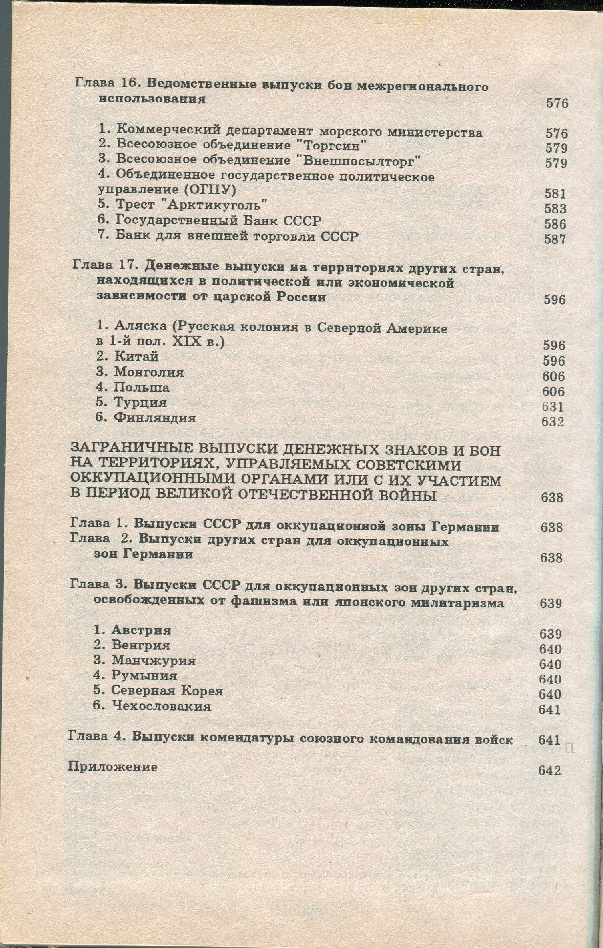 Глава 16. Ведомственные выпуски бон межрегионального
использования 576
1. Коммерческий департамент морского министерства 576
2. Всесоюзное объединение "Торгсин" 579
3. Всесоюзное объединение "Внешпосылторг" 579
4. Объединенное государственное политическое
управление (ОГПУ) 581
5. Трест "Арктикуголь" 583
6. Государственный Банк СССР 586
7. Банк для внешней торговли СССР 587
Глава 17. Денежные выпуски на территориях других стран,
находящихся в политической или экономической
зависимости от царской России 596
1. Аляска (Русская колония в Северной Америке
в 1-й пол. XIX в.) 596
2. Китай 596
3. Монголия 606
4. Польша 606
5. Турция 631
6. Финляндия 632
ЗАГРАНИЧНЫЕ ВЫПУСКИ ДЕНЕЖНЫХ ЗНАКОВ И БОН
НА ТЕРРИТОРИЯХ, УПРАВЛЯЕМЫХ СОВЕТСКИМИ
ОККУПАЦИОННЫМИ ОРГАНАМИ ИЛИ С ИХ УЧАСТИЕМ
В ПЕРИОД ВЕЛИКОЙ ОТЕЧЕСТВЕННОЙ ВОЙНЫ 638
Глава 1. Выпуски СССР для оккупационной зоны Германии 638
Глава 2. Выпуски других стран для оккупационных
зон Германии 638
Глава 3. Выпуски СССР для оккупационных зон других стран,
освобожденных от фашизма или японского милитаризма 639
1. Австрия 639
2. Венгрия 640
3. Манчжурия 640
4. Румыния 640
5. Северная Корея 640
6. Чехословакия 641
Глава 4. Выпуски комендатуры союзного командования войск 641
Приложение 642